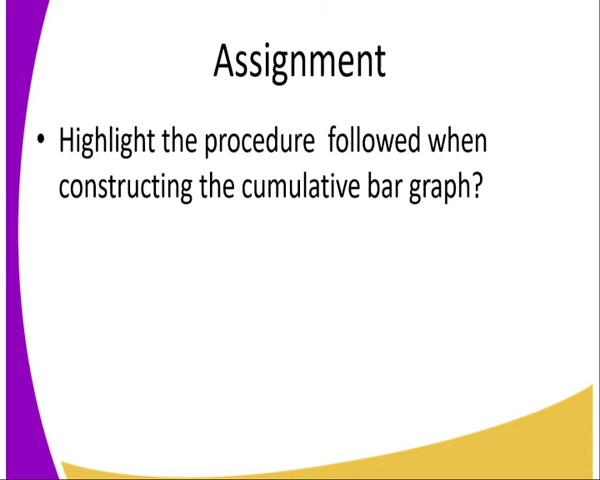 Assignment
• Highlight the procedure  followed when
constructing the cumulative bar graph?